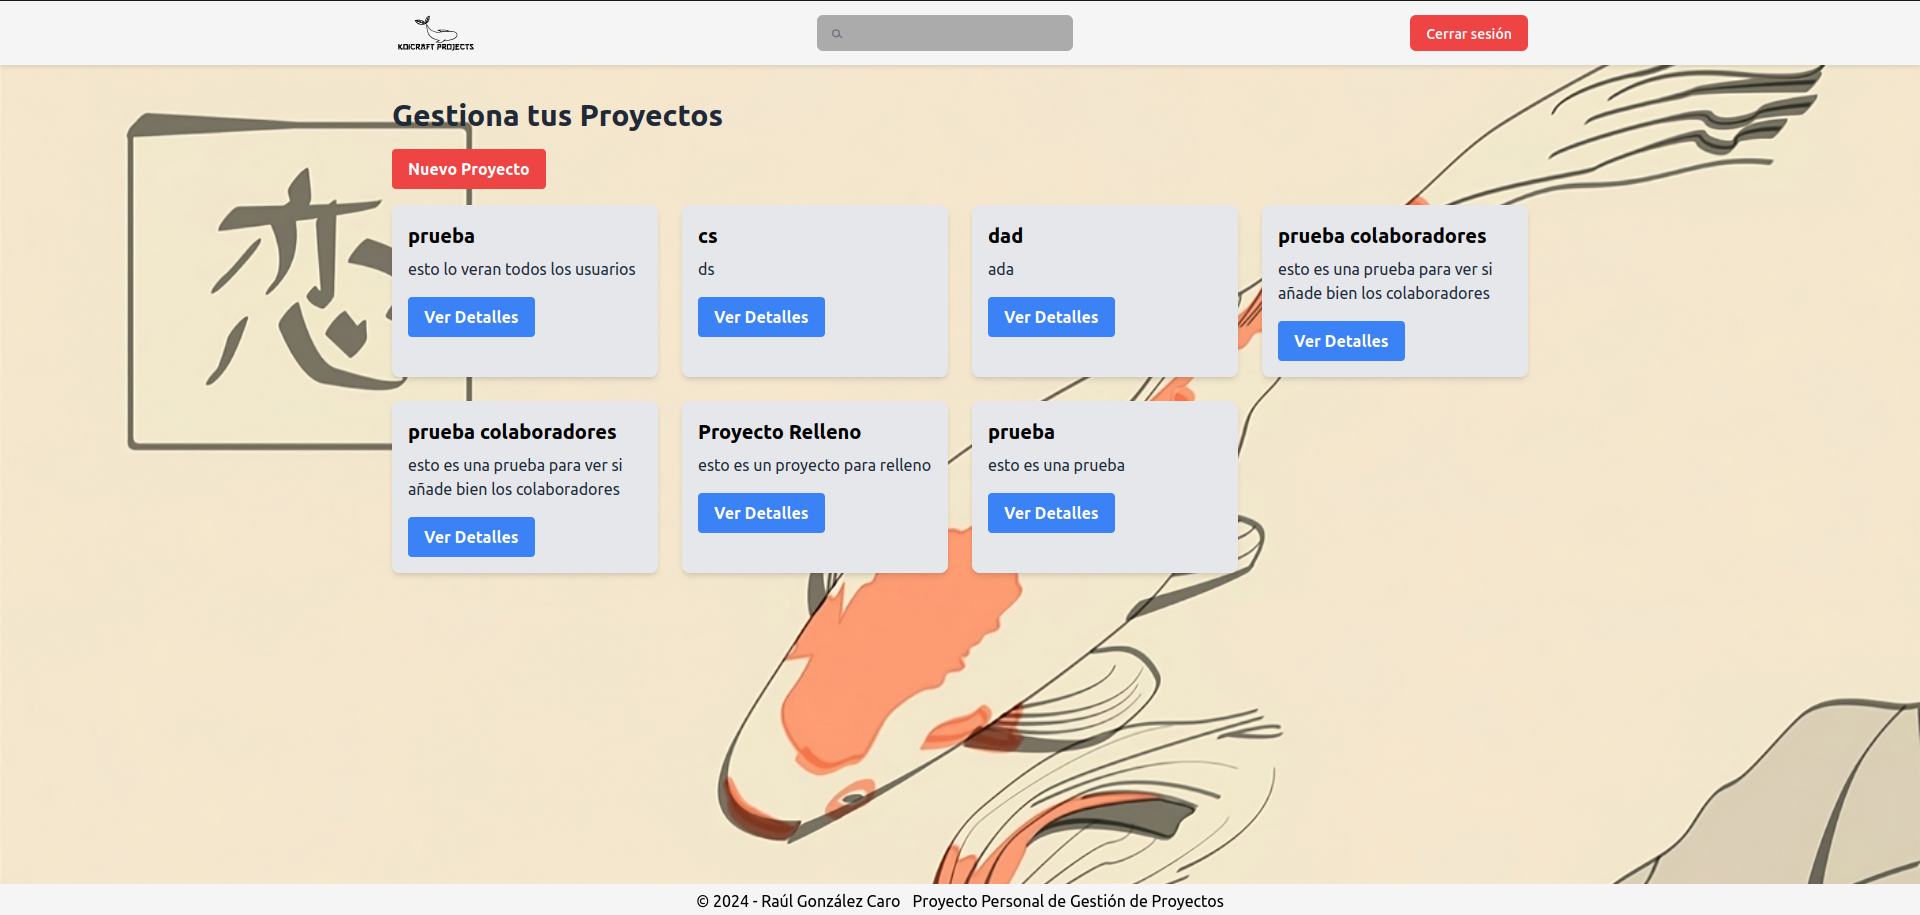 KOICRAFT PROJECTS
Cerrar sesión
Gestiona tus Proyectos
Nuevo Proyecto
恋
prueba
esto lo veran todos los usuarios
Ver Detalles
cs
ds
Ver Detalles
dad
ada
Ver Detalles
prueba colaboradores
esto es una prueba para ver si
añade bien los colaboradores
Ver Detalles
prueba colaboradores
esto es una prueba para ver si
añade bien los colaboradores
Ver Detalles
Proyecto Relleno
esto es un proyecto para relleno
Ver Detalles
prueba
esto es una prueba
Ver Detalles
© 2024 - Raúl González Caro Proyecto Personal de Gestión de Proyectos